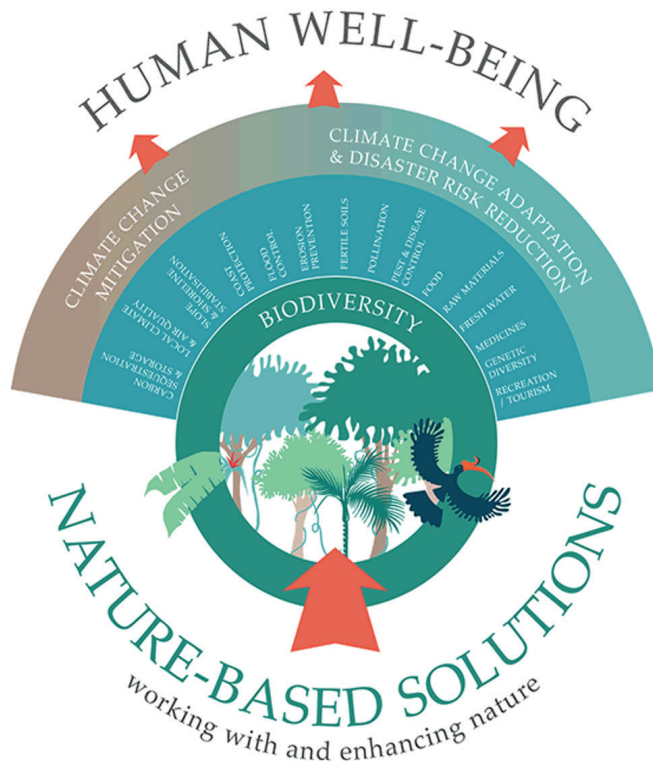 HUMAN WELL-BEING
CLIMATE CHANGE
MITIGATION
CLIMATE CHANGE ADAPTATION
& DISASTER RISK REDUCTION
CARBON
SEQUESTRATION
& STORAGE
LOCAL CLIMATE
& AIR QUALITY
SLOPE
& SHORELINE
STABILISATION
COAST
PROTECTION
FLOOD
CONTROL
EROSION
PREVENTION
FERTILE SOILS
POLLINATION
PEST & DISEASE
CONTROL
FOOD
RAW MATERIALS
FRESH WATER
MEDICINES
GENETIC
DIVERSITY
RECREATION
/ TOURISM
BIODIVERSITY
NATURE-BASED SOLUTIONS
working with and enhancing nature